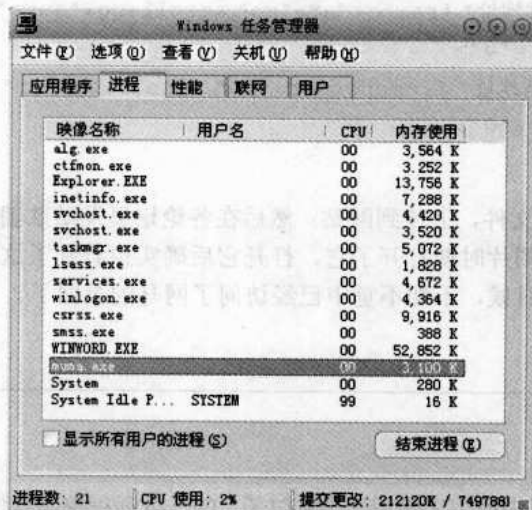 Windows 任务管理器
文件(F) 选项(O) 查看(V) 关机(U) 帮助(H)
应用程序 进程 性能 联网 用户
映像名称 用户名 CPU 内存使用
alg.exe 00 3,564 K
ctfmon.exe 00 3.252 K
Explorer.EXE 00 13,756 K
inetinfo.exe 00 7,288 K
svchost.exe 00 5,420 K
svchost.exe 00 3,520 K
taskmgr.exe 00 5,072 K
lsass.exe 00 1,828 K
services.exe 00 4,672 K
winlogon.exe 00 4,364 K
csrss.exe 00 9,916 K
smss.exe 00 388 K
WINWORD.EXE 00 52,852 K
muma.exe 00 3,100 K
System 00 280 K
System Idle P... SYSTEM 99 16 K
显示所有用户的进程(S) 结束进程(E)
进程数: 21 CPU 使用: 2% 提交更改: 212120K /